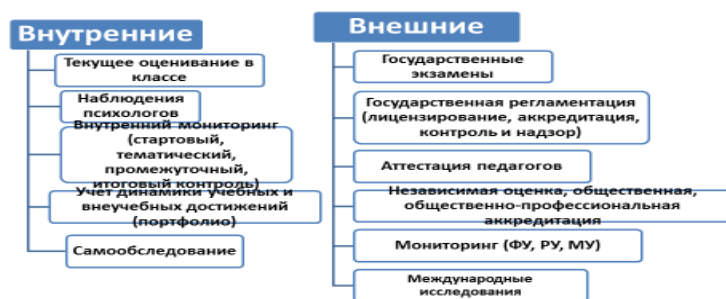 Внутренние
Текущее оценивание в
классе
Наблюдения
психологов
Внутренний мониторинг
(стартовый,
тематический,
промежуточный,
итоговый контроль)
Учет динамики учебных и
внеучебных достижений
(портфолио)
Самообследование
Внешние
Государственные
экзамены
Государственная регламентация
(лицензирование, аккредитация,
контроль и надзор)
Аттестация педагогов
Независимая оценка, общественная,
общественно-профессиональная
аккредитация
Мониторинг (ФУ, РУ, МУ)
Международные
исследования